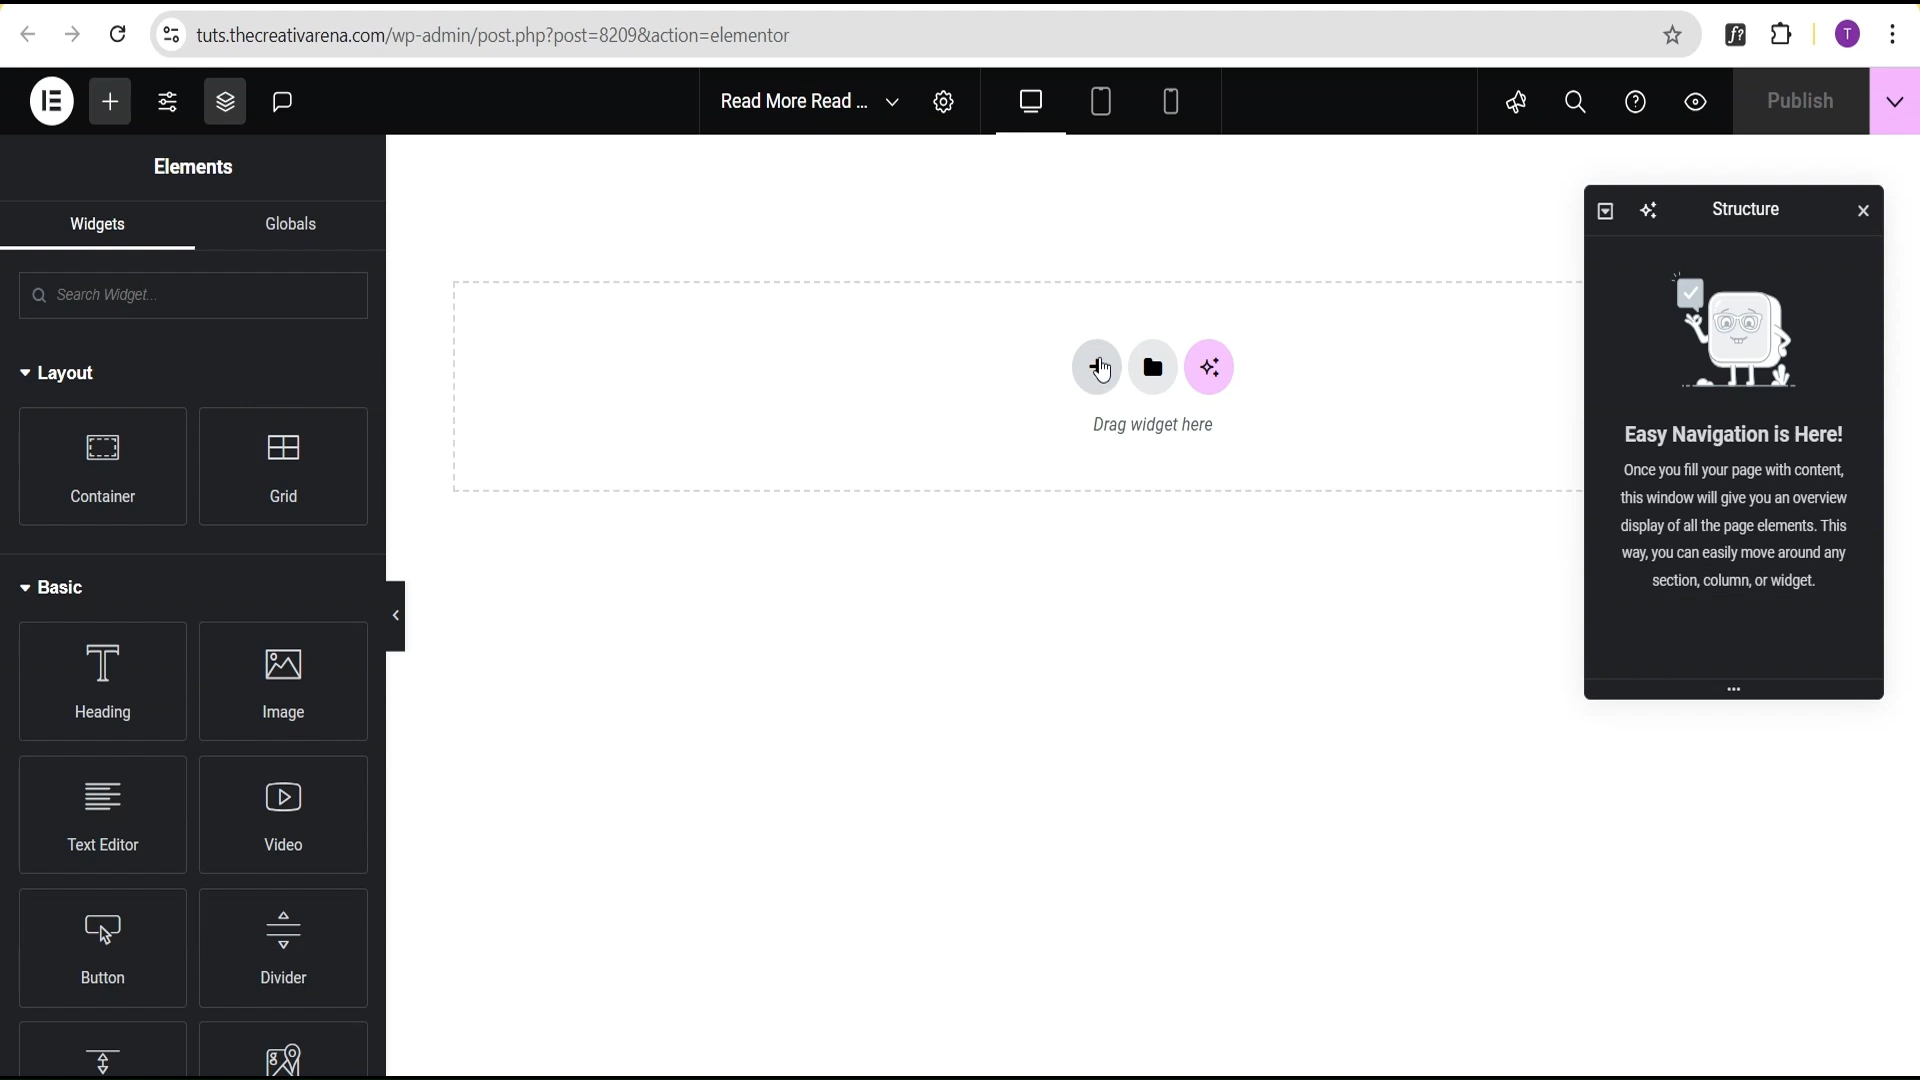 tuts.thecreativarena.com/wp-admin/post.php?post=8209&action=elementor
T
Read More Read ...
Publish
Elements
Widgets
Globals
Search Widget...
Layout
Container
Grid
Basic
Heading
Image
Text Editor
Video
Button
Divider
Drag widget here
Structure
Easy Navigation is Here!
Once you fill your page with content,
this window will give you an overview
display of all the page elements. This
way, you can easily move around any
section, column, or widget.